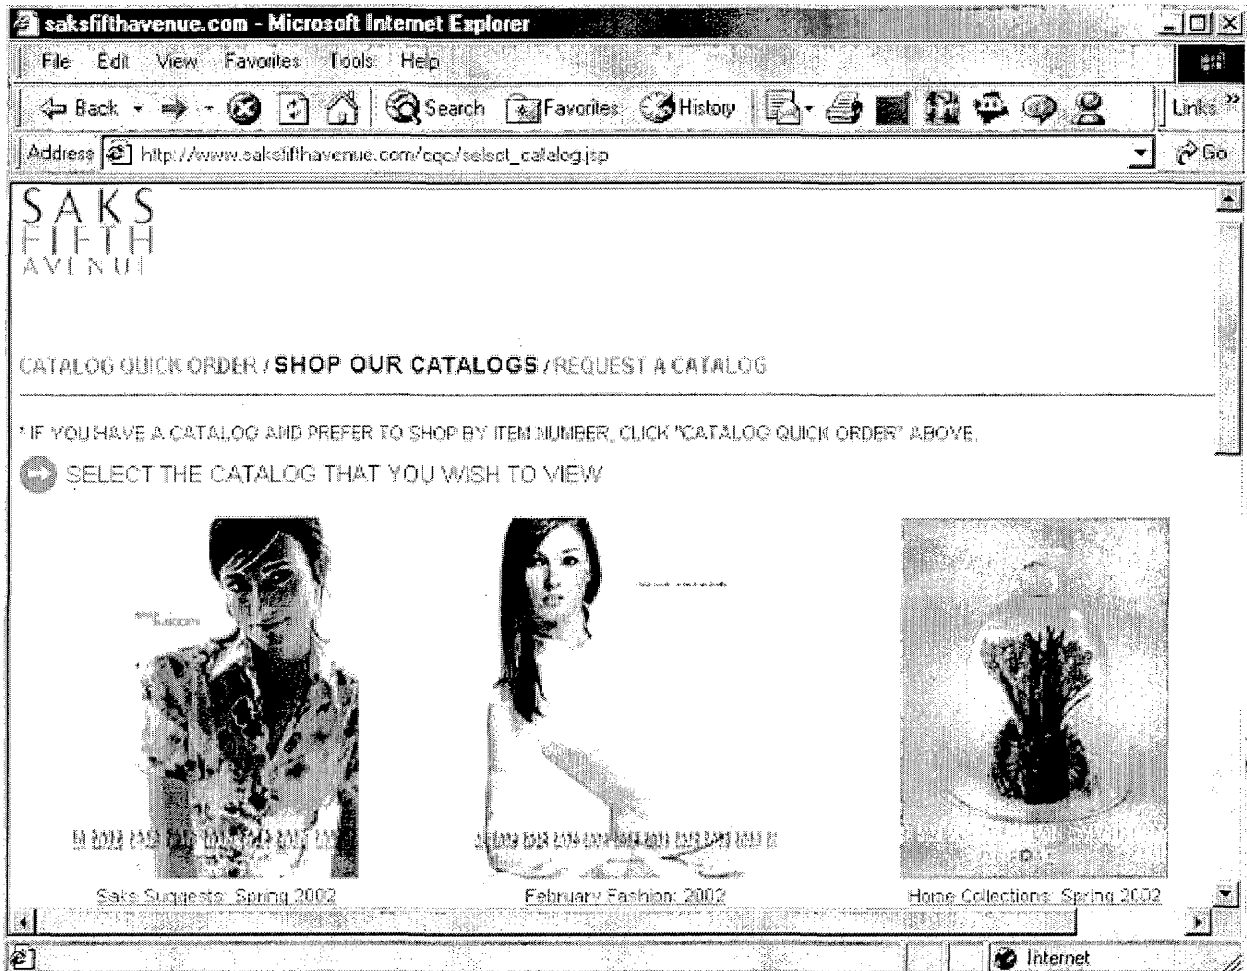 saksfifthavenue.com - Microsoft Internet Explorer
File Edit View Favorites Tools Help
Back Search Favorites History Links »
Address http://www.saksfifthavenue.com/cqo/select_catalog.jsp Go
SAKS
FIFTH
AVENUE
CATALOG QUICK ORDER / SHOP OUR CATALOGS / REQUEST A CATALOG
* IF YOU HAVE A CATALOG AND PREFER TO SHOP BY ITEM NUMBER, CLICK "CATALOG QUICK ORDER" ABOVE.
SELECT THE CATALOG THAT YOU WISH TO VIEW
Saks Suggests: Spring 2002 February Fashion: 2002 Home Collections: Spring 2002
Internet